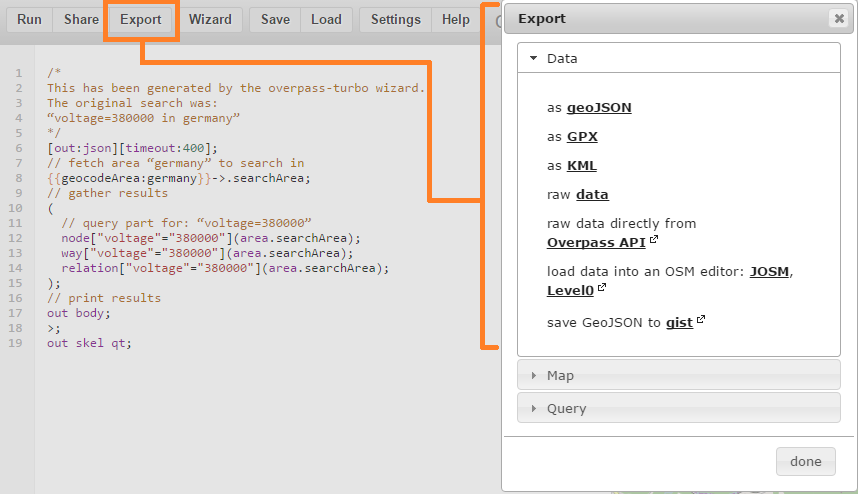 Run Share Export Wizard Save Load Settings Help
1 /*
2 This has been generated by the overpass-turbo wizard.
3 The original search was:
4 “voltage=380000 in germany”
5 */
6 [out:json][timeout:400];
7 // fetch area “germany” to search in
8 {{geocodeArea:germany}}->.searchArea;
9 // gather results
10 (
11 // query part for: “voltage=380000”
12 node["voltage"="380000"](area.searchArea);
13 way["voltage"="380000"](area.searchArea);
14 relation["voltage"="380000"](area.searchArea);
15 );
16 // print results
17 out body;
18 >;
19 out skel qt;
Export
Data
as geoJSON
as GPX
as KML
raw data
raw data directly from
Overpass API
load data into an OSM editor: JOSM,
Level0
save GeoJSON to gist
Map
Query
done